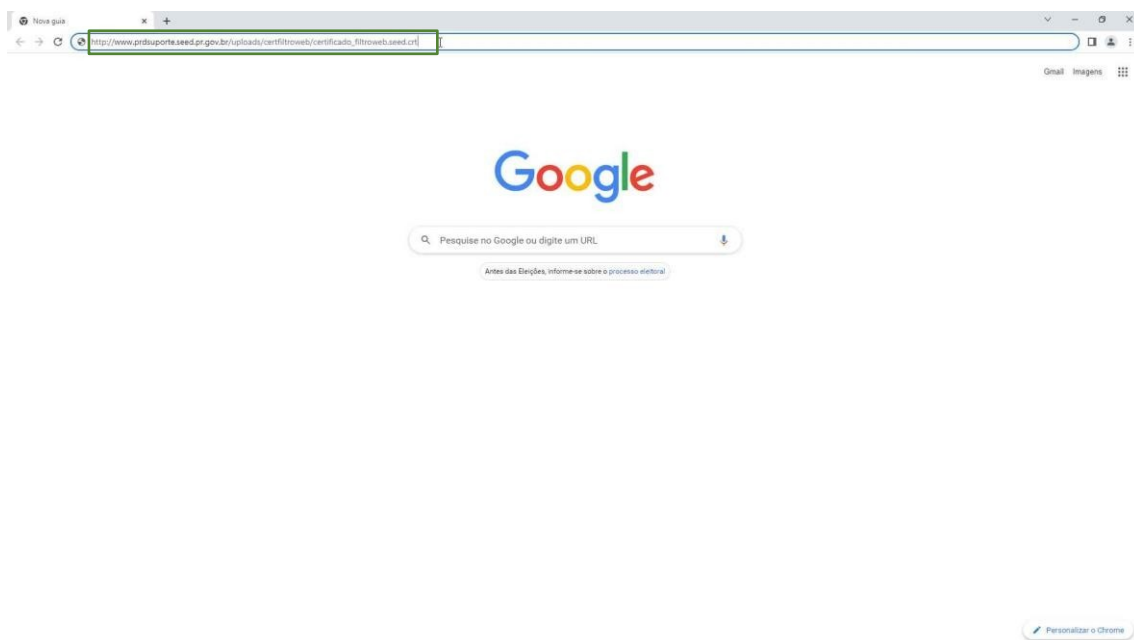 Nova guia
http://www.prdsuporte.seed.pr.gov.br/uploads/certfiltroweb/certificado_filtroweb.seed.crt
Gmail Imagens
Google
Pesquise no Google ou digite um URL
Antes das Eleições, informe-se sobre o processo eleitoral
Personalizar o Chrome